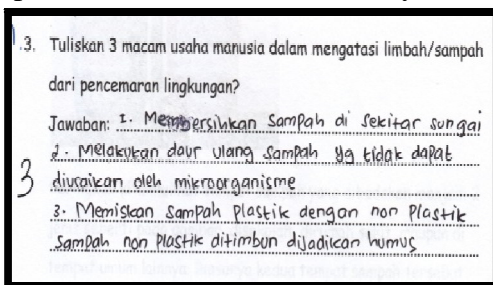 3. Tuliskan 3 macam usaha manusia dalam mengatasi limbah/sampah
dari pencemaran lingkungan?
Jawaban: 1. Membersihkan sampah di sekitar sungai
2. Melakukan daur ulang sampah yg tidak dapat
3 diuraikan oleh mikroorganisme
3. Memiskan sampah plastik dengan non plastik
sampah non plastik ditimbun dijadikan humus